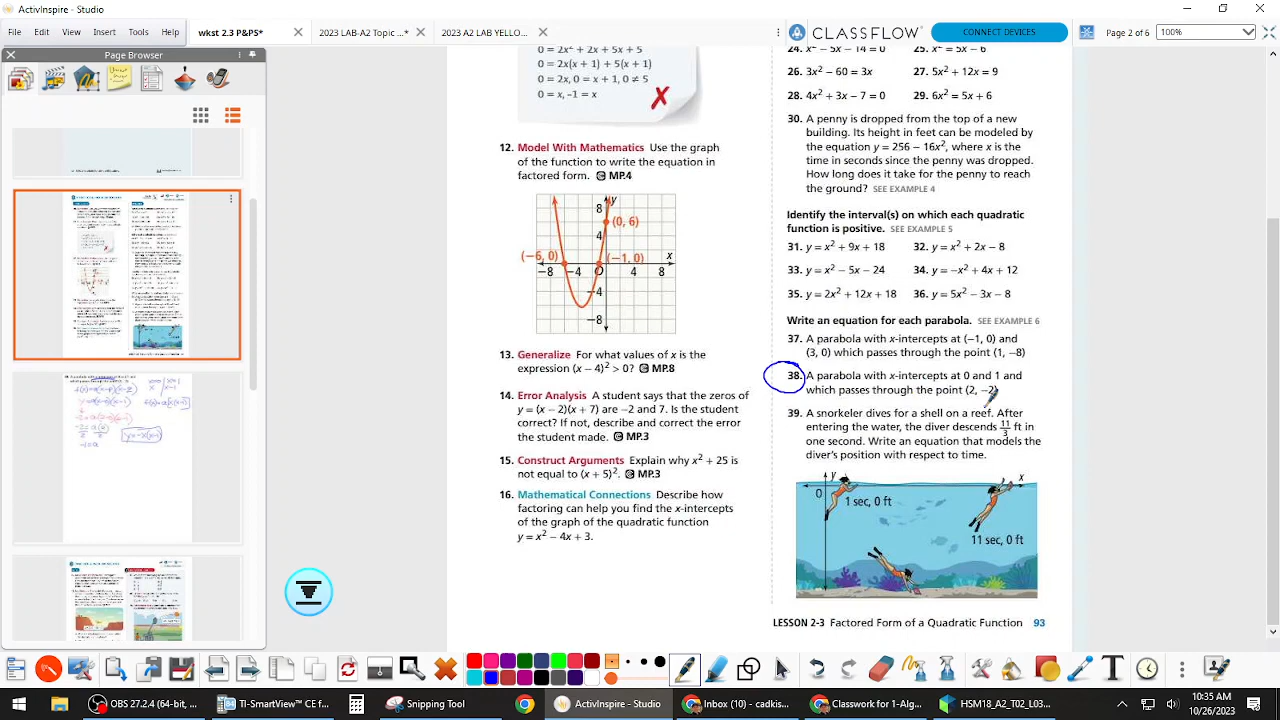 ActivInspire - Studio
File Edit View Insert Tools Help
wkst 2.3 P&PS*
2023 LAB A
...*
2023 A2 LAB YELLO...
CLASSFLOW
CONNECT DEVICES
Page 2 of 6
100%
Page Browser
0 = 2x² + 2x + 5x + 5
0 = 2x(x + 1) + 5(x + 1)
0 = 2x, 0 = x + 1, 0 ≠ 5
0 = x, –1 = x
12. Model With Mathematics Use the graph
of the function to write the equation in
factored form. MP.4
y
8
(0, 6)
4
(−6, 0)
(−1, 0)
x
−8 −4 O 4 8
−4
−8
13. Generalize For what values of x is the
expression (x − 4)² > 0? MP.8
14. Error Analysis A student says that the zeros of
y = (x − 2)(x + 7) are −2 and 7. Is the student
correct? If not, describe and correct the error
the student made. MP.3
15. Construct Arguments Explain why x² + 25 is
not equal to (x + 5)². MP.3
16. Mathematical Connections Describe how
factoring can help you find the x-intercepts
of the graph of the quadratic function
y = x² − 4x + 3.
24. x² − 5x − 14 = 0 25. x² = 5x − 6
26. 3x² − 60 = 3x 27. 5x² + 12x = 9
28. 4x² + 3x − 7 = 0 29. 6x² = 5x + 6
30. A penny is dropped from the top of a new
building. Its height in feet can be modeled by
the equation y = 256 − 16x², where x is the
time in seconds since the penny was dropped.
How long does it take for the penny to reach
the ground? SEE EXAMPLE 4
Identify the interval(s) on which each quadratic
function is positive. SEE EXAMPLE 5
31. y = x² + 9x + 18 32. y = x² + 2x − 8
33. y = x² − 5x − 24 34. y = −x² + 4x + 12
35. y = 2x² + 12x + 18 36. y = 5x² − 3x − 8
Write an equation for each parabola. SEE EXAMPLE 6
37. A parabola with x-intercepts at (−1, 0) and
(3, 0) which passes through the point (1, −8)
38. A parabola with x-intercepts at 0 and 1 and
which passes through the point (2, −2)
39. A snorkeler dives for a shell on a reef. After
entering the water, the diver descends 11/3 ft in
one second. Write an equation that models the
diver's position with respect to time.
y
x
0
1 sec, 0 ft
11 sec, 0 ft
LESSON 2-3 Factored Form of a Quadratic Function 93
OBS 27.2.4 (64-bit, ...
TI-SmartView™ CE f...
Snipping Tool
ActivInspire - Studio
Inbox (10) - cadkis...
Classwork for 1-Alg...
HSM18_A2_T02_L03...
10:35 AM
10/26/2023